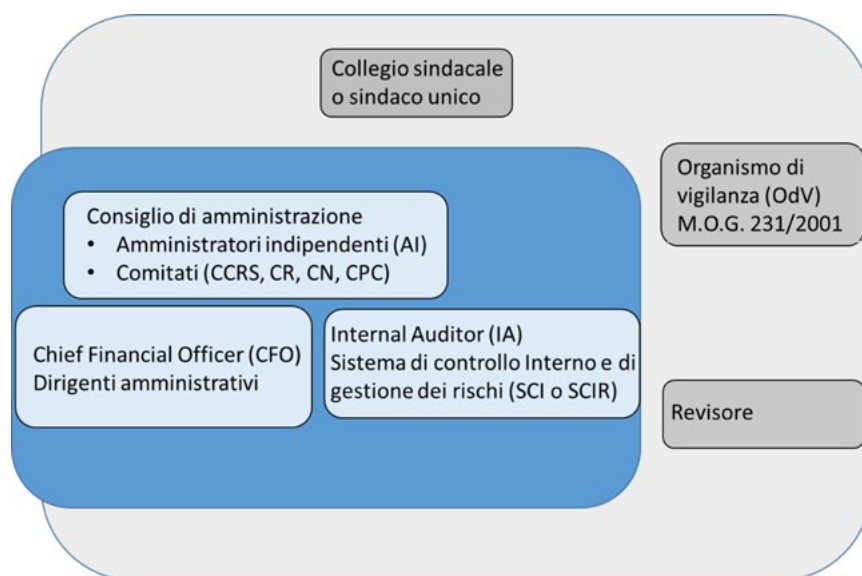 Collegio sindacale
o sindaco unico
Organismo di
vigilanza (OdV)
M.O.G. 231/2001
Consiglio di amministrazione
• Amministratori indipendenti (AI)
• Comitati (CCRS, CR, CN, CPC)
Chief Financial Officer (CFO)
Dirigenti amministrativi
Internal Auditor (IA)
Sistema di controllo Interno e di
gestione dei rischi (SCI o SCIR)
Revisore